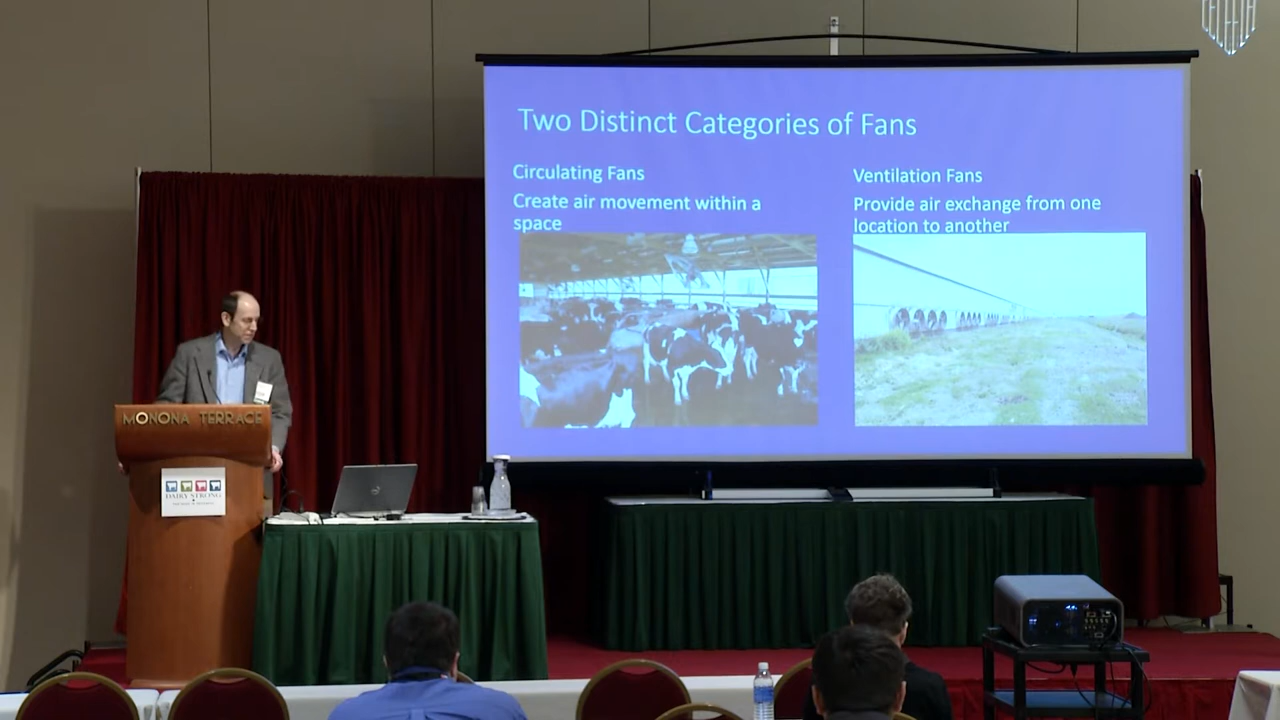 Two Distinct Categories of Fans
Circulating Fans
Create air movement within a
space
Ventilation Fans
Provide air exchange from one
location to another
MONONA TERRACE
DAIRY STRONG